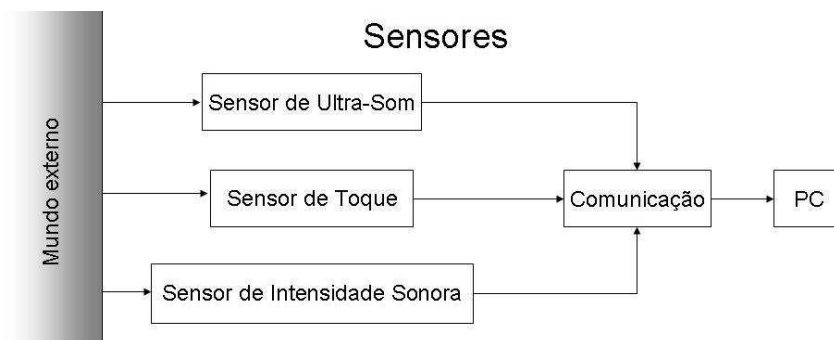 Sensores
Mundo externo
Sensor de Ultra-Som
Sensor de Toque
Comunicação
PC
Sensor de Intensidade Sonora